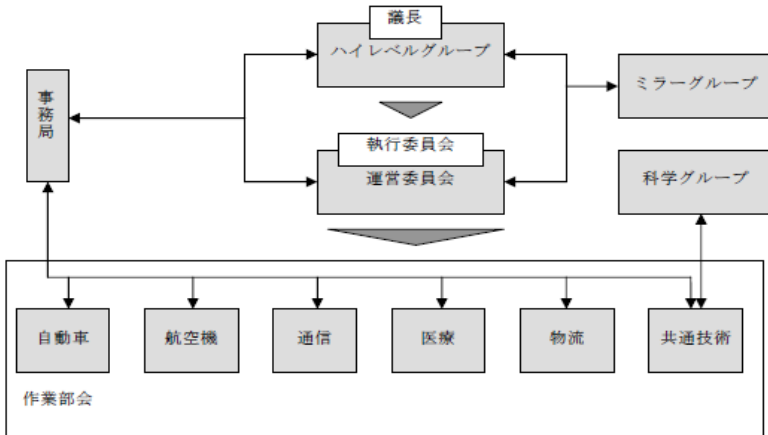 議長
ハイレベルグループ
事務局
ミラーグループ
執行委員会
運営委員会
科学グループ
自動車
航空機
通信
医療
物流
共通技術
作業部会